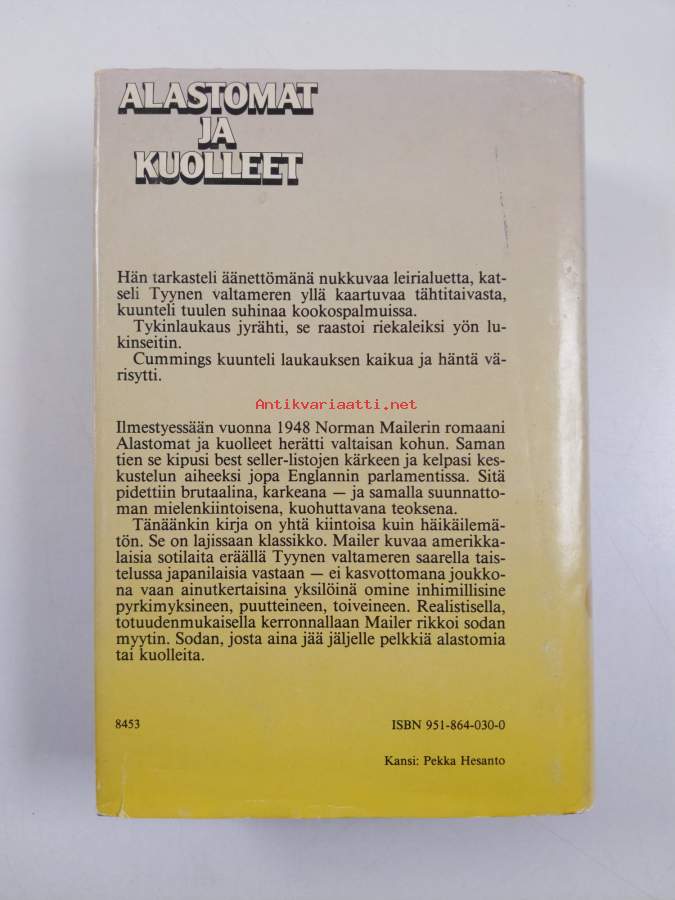 ALASTOMAT
JA
KUOLLEET
Hän tarkasteli äänettömänä nukkuvaa leirialuetta, kat-
seli Tyynen valtameren yllä kaartuvaa tähtitaivasta,
kuunteli tuulen suhinaa kookospalmuissa.
Tykinlaukaus jyrähti, se raastoi riekaleiksi yön lu-
kinseitin.
Cummings kuunteli laukauksen kaikua ja häntä vä-
risytti.
Antikvariaatti.net
Ilmestyessään vuonna 1948 Norman Mailerin romaani
Alastomat ja kuolleet herätti valtaisan kohun. Saman
tien se kipusi best seller-listojen kärkeen ja kelpasi kes-
kustelun aiheeksi jopa Englannin parlamentissa. Sitä
pidettiin brutaalina, karkeana — ja samalla suunnatto-
man mielenkiintoisena, kuohuttavana teoksena.
Tänäänkin kirja on yhtä kiintoisa kuin häikäilemä-
tön. Se on lajissaan klassikko. Mailer kuvaa amerikka-
laisia sotilaita eräällä Tyynen valtameren saarella tais-
telussa japanilaisia vastaan — ei kasvottomana joukko-
na vaan ainutkertaisina yksilöinä omine inhimillisine
pyrkimyksineen, puutteineen, toiveineen. Realistisella,
totuudenmukaisella kerronnallaan Mailer rikkoi sodan
myytin. Sodan, josta aina jää jäljelle pelkkiä alastomia
tai kuolleita.
8453 ISBN 951-864-030-0
Kansi: Pekka Hesanto